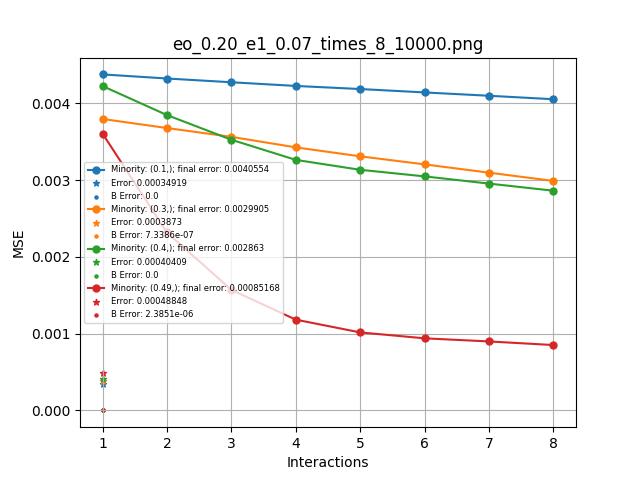 eo_0.20_e1_0.07_times_8_10000.png
MSE
0.004
0.003
0.002
0.001
0.000
Minority: (0.1,); final error: 0.0040554
Error: 0.00034919
B Error: 0.0
Minority: (0.3,); final error: 0.0029905
Error: 0.0003873
B Error: 7.3386e-07
Minority: (0.4,); final error: 0.002863
Error: 0.00040409
B Error: 0.0
Minority: (0.49,); final error: 0.00085168
Error: 0.00048848
B Error: 2.3851e-06
1 2 3 4 5 6 7 8
Interactions